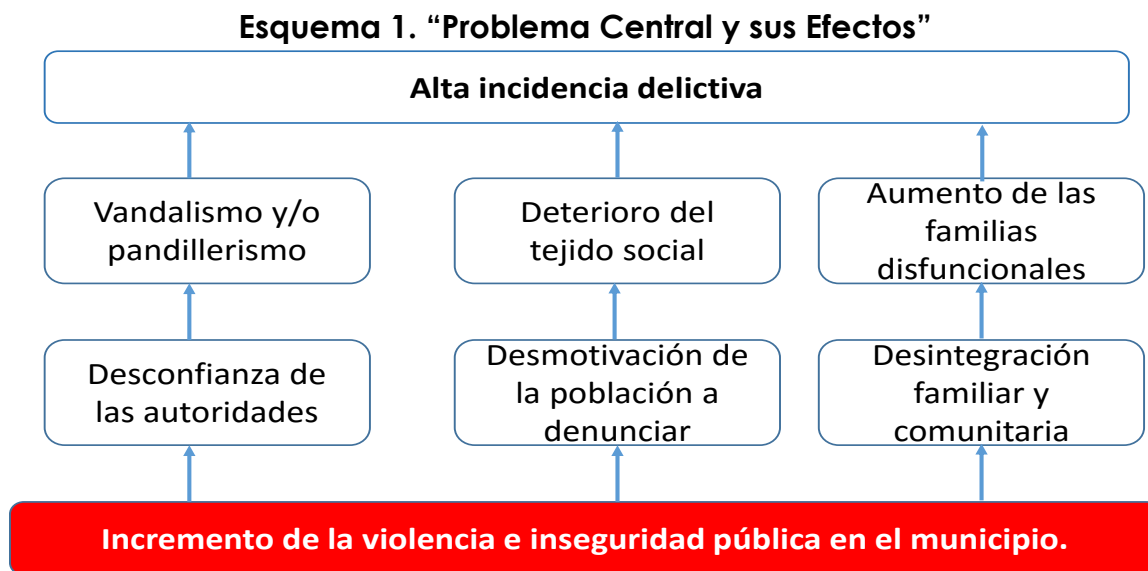 Esquema 1. “Problema Central y sus Efectos”
Alta incidencia delictiva
Vandalismo y/o
pandillerismo
Deterioro del
tejido social
Aumento de las
familias
disfuncionales
Desconfianza de
las autoridades
Desmotivación de
la población a
denunciar
Desintegración
familiar y
comunitaria
Incremento de la violencia e inseguridad pública en el municipio.